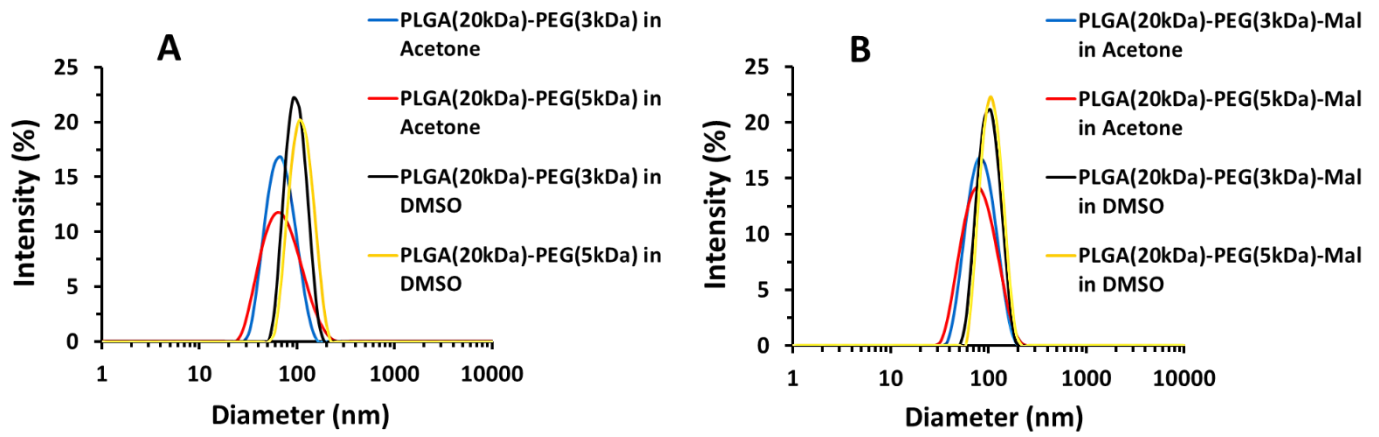 A
PLGA(20kDa)-PEG(3kDa) in
Acetone
PLGA(20kDa)-PEG(5kDa) in
Acetone
PLGA(20kDa)-PEG(3kDa) in
DMSO
PLGA(20kDa)-PEG(5kDa) in
DMSO
Intensity (%)
25
20
15
10
5
0
1
10
100
1000
10000
Diameter (nm)
B
PLGA(20kDa)-PEG(3kDa)-Mal
in Acetone
PLGA(20kDa)-PEG(5kDa)-Mal
in Acetone
PLGA(20kDa)-PEG(3kDa)-Mal
in DMSO
PLGA(20kDa)-PEG(5kDa)-Mal
in DMSO
Intensity (%)
25
20
15
10
5
0
1
10
100
1000
10000
Diameter (nm)